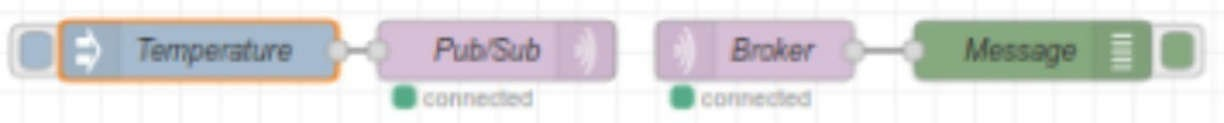 Temperature
Pub/Sub
Broker
Message
connected
connected